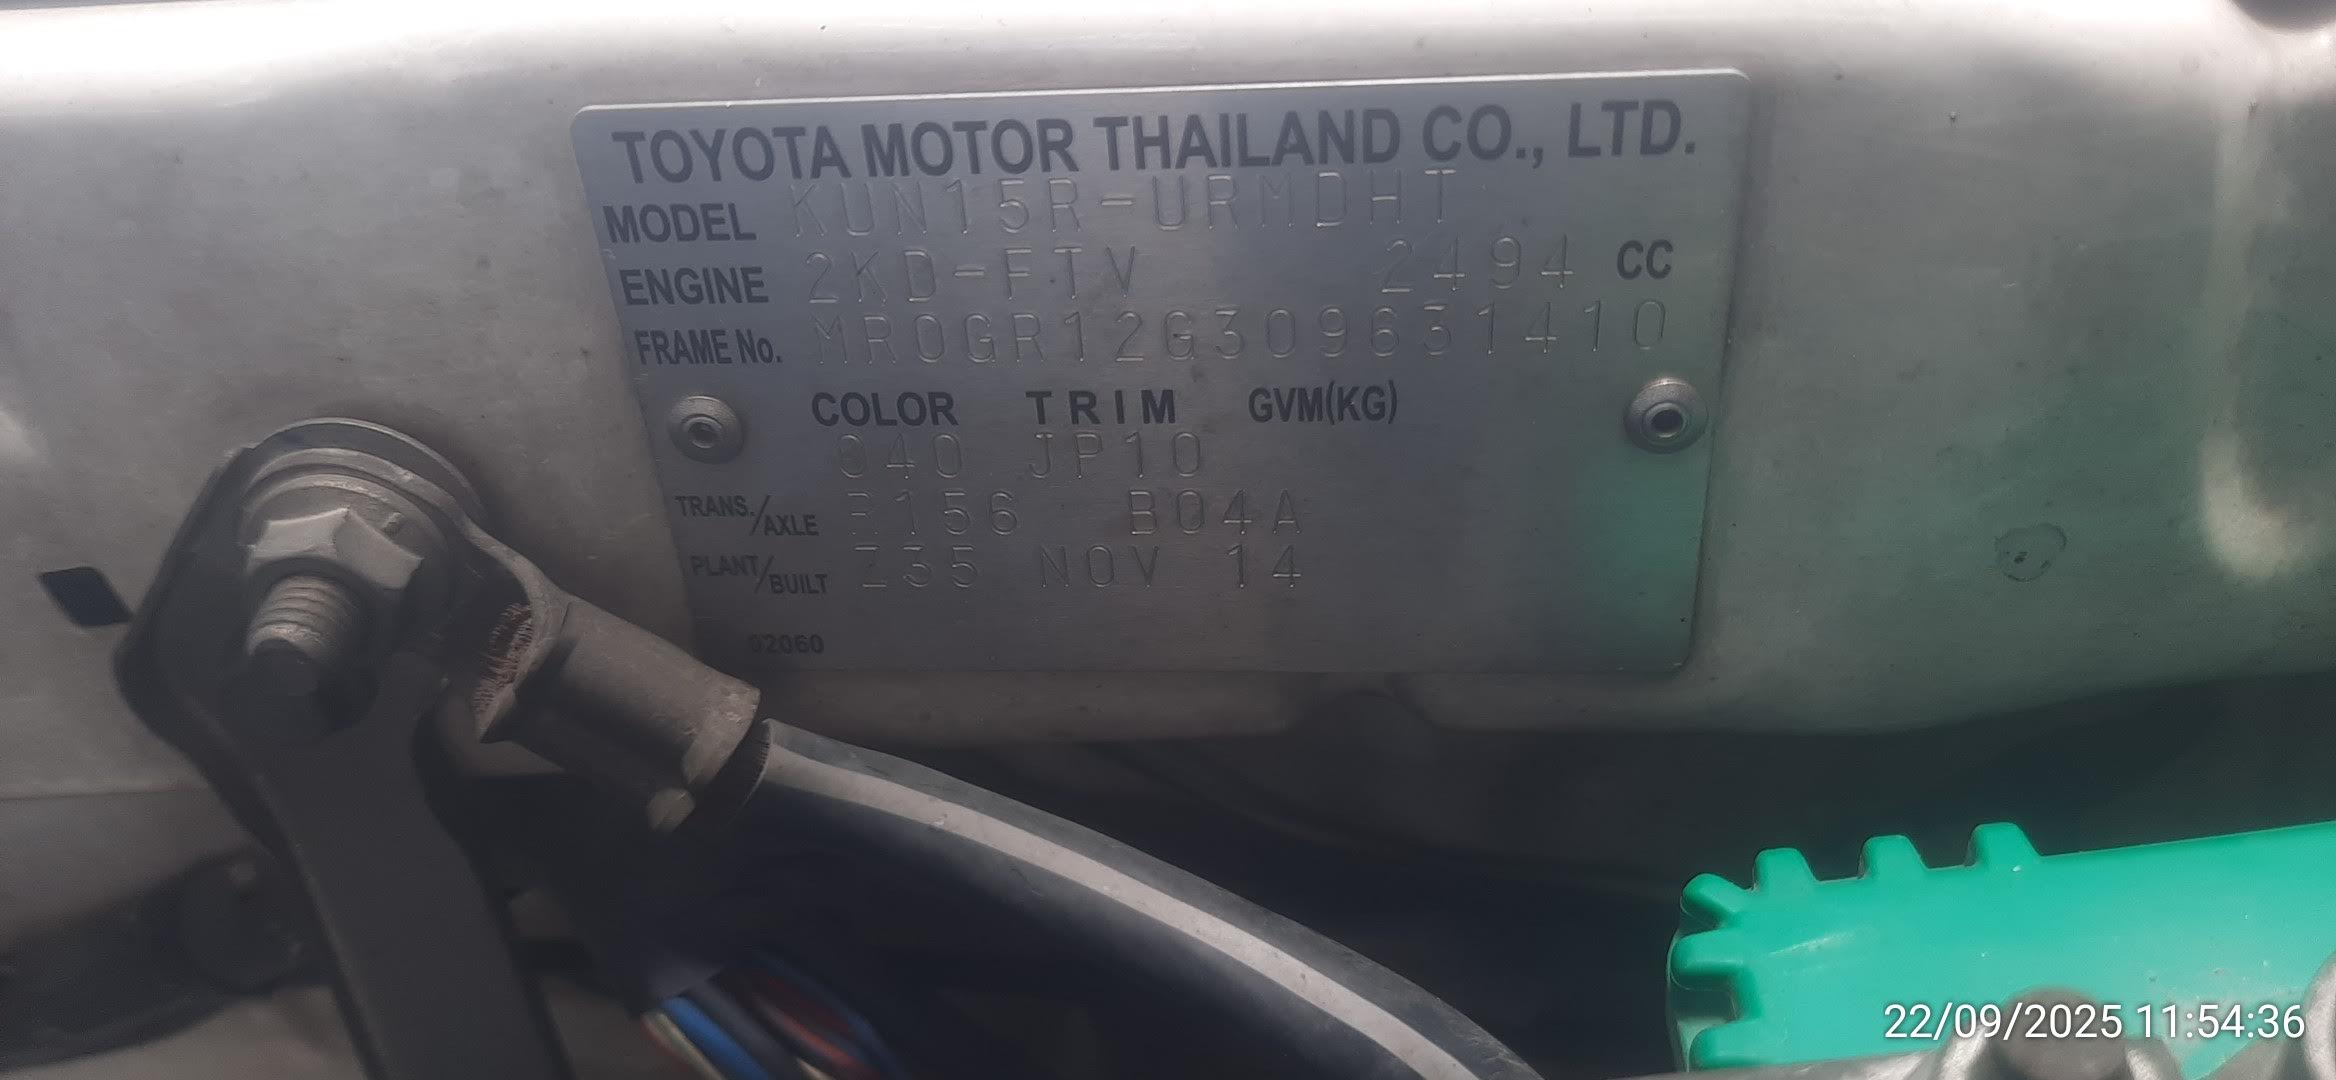 TOYOTA MOTOR THAILAND CO., LTD.
MODEL KUN15R-URMDHT
ENGINE 2KD-FTV 2494 CC
FRAME No. MR0GR12G309631410
COLOR TRIM GVM(KG)
040 JP10
TRANS./AXLE R156 B04A
PLANT/BUILT Z35 NOV 14
02060
22/09/2025 11:54:36